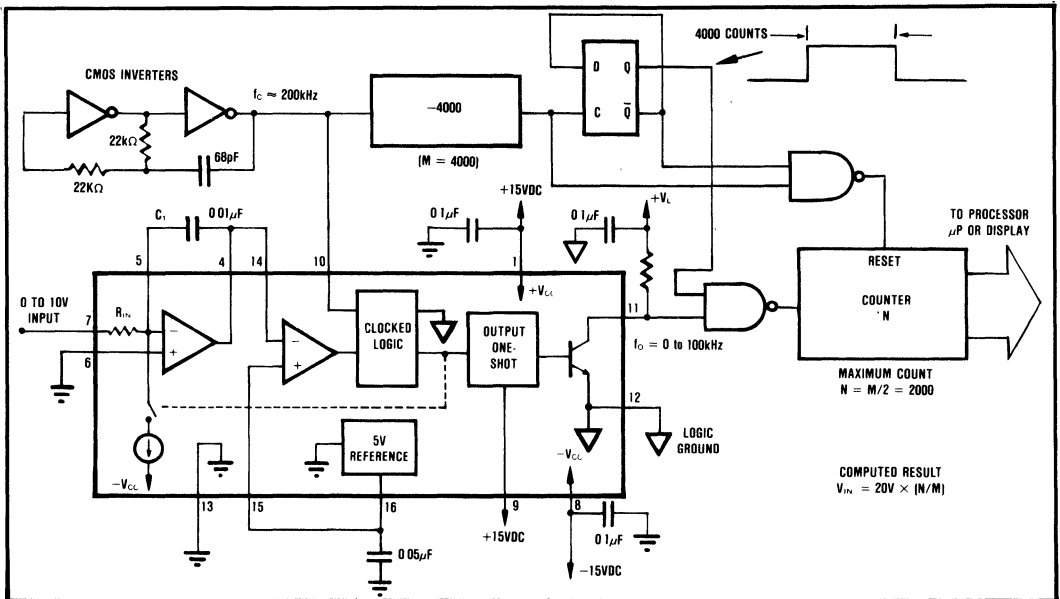 4000 COUNTS
CMOS INVERTERS
fC ≈ 200kHz
-4000
D Q
C Q̅
22kΩ
68pF
22KΩ
(M = 4000)
+15VDC
+VL
C1
0 01μF
0 1μF
0 1μF
TO PROCESSOR
μP OR DISPLAY
5
4
14
10
1
RESET
+VCC
0 TO 10V
INPUT
7
RIN
CLOCKED
LOGIC
OUTPUT
ONE-
SHOT
11
COUNTER
N
-
+
-
+
6
fO = 0 to 100kHz
MAXIMUM COUNT
N = M/2 = 2000
12
5V
REFERENCE
LOGIC
GROUND
-VCC
-VCC
COMPUTED RESULT
VIN = 20V × (N/M)
13
15
16
9
8
+15VDC
0 1μF
0 05μF
-15VDC